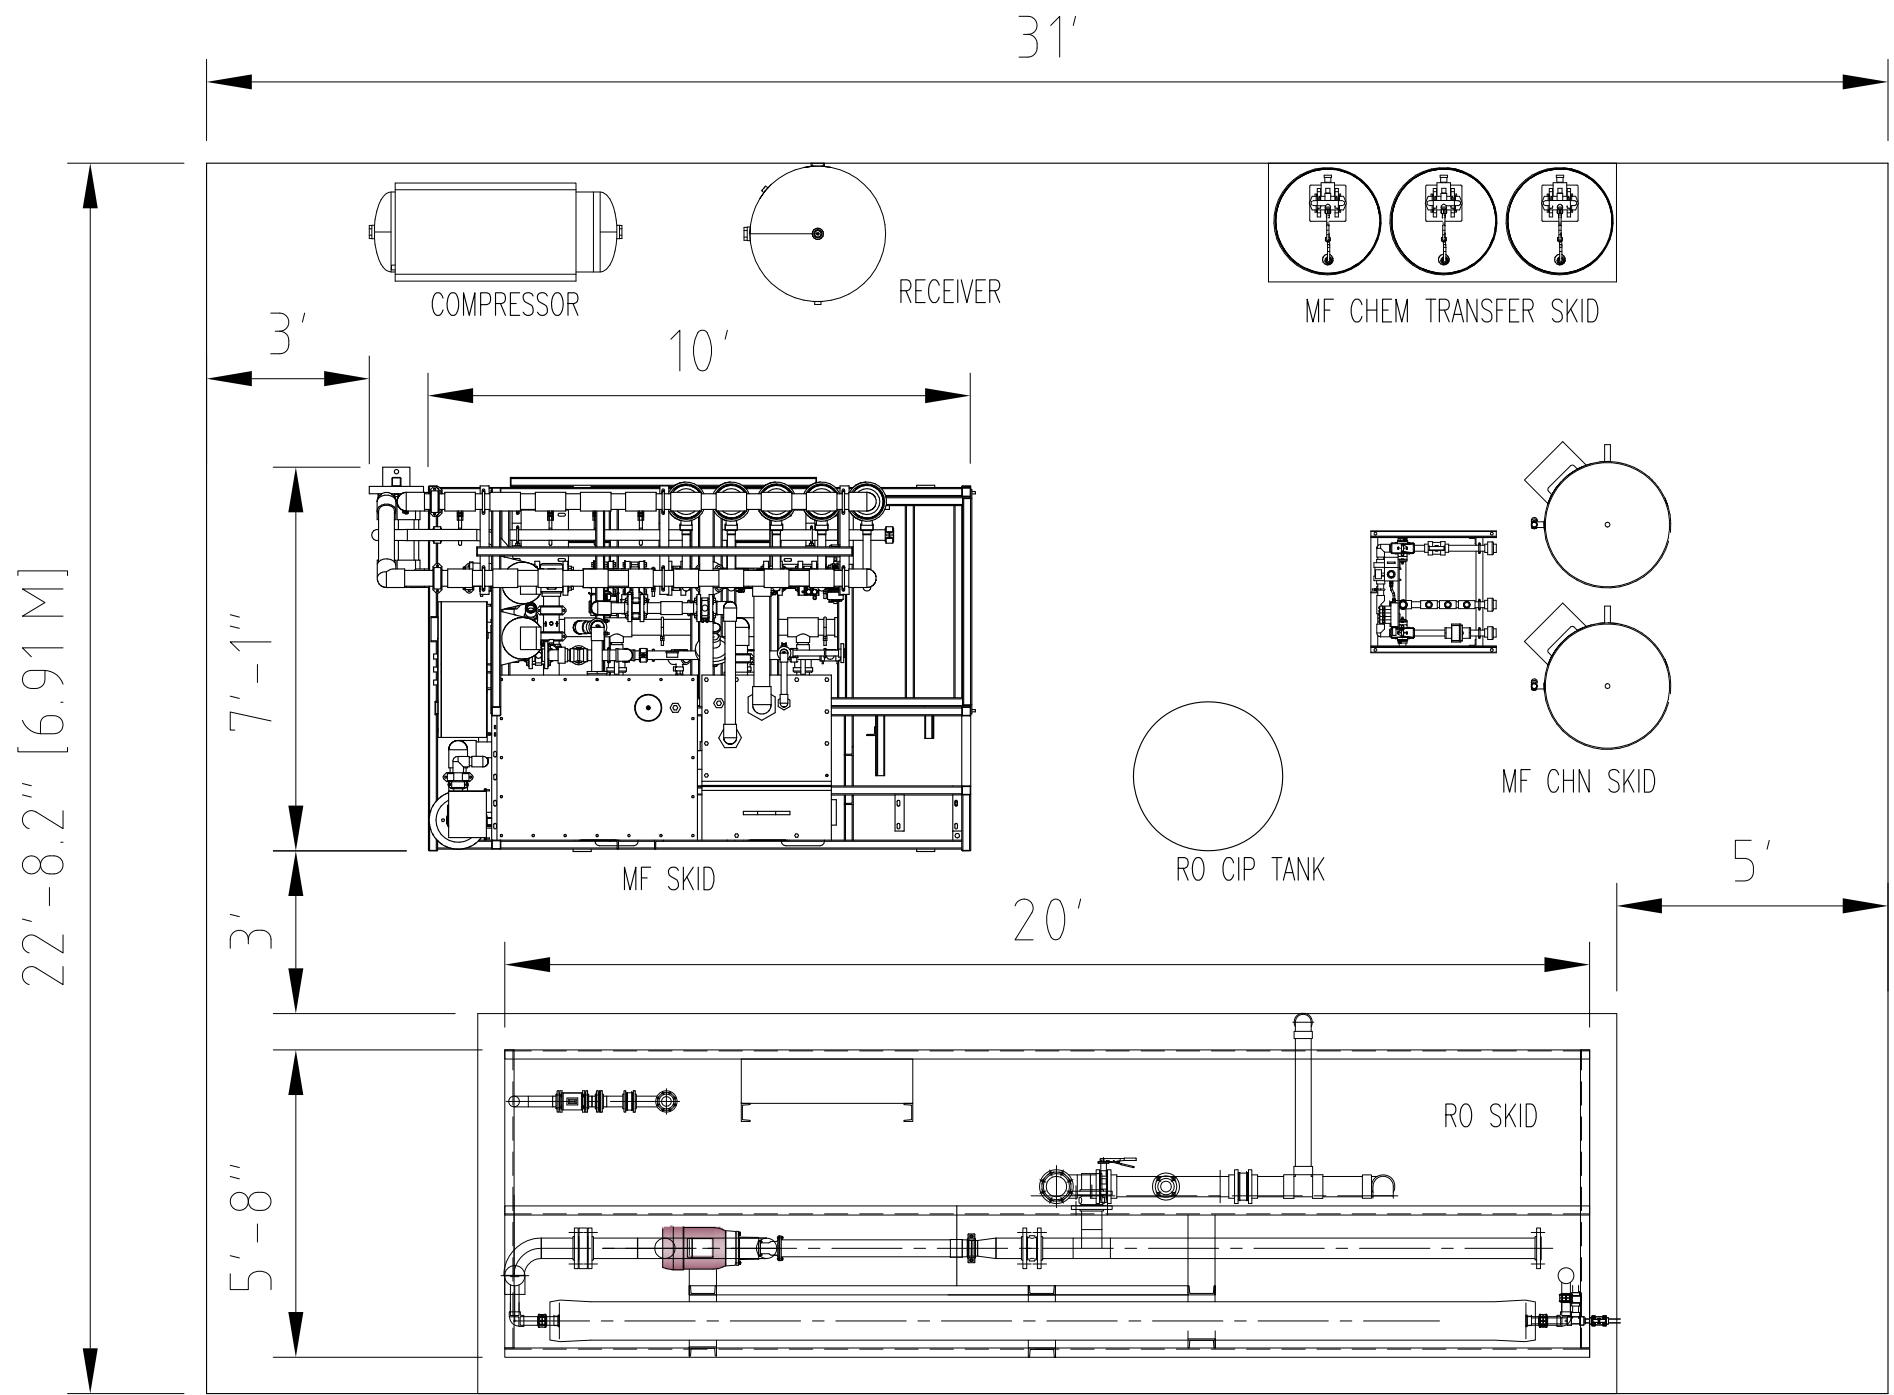 31'
COMPRESSOR
RECEIVER
MF CHEM TRANSFER SKID
3'
10'
22'-8.2"' [6.91 M]
7'-1"
MF CHN SKID
MF SKID
RO CIP TANK
5'
3'
20'
RO SKID
5'-8"